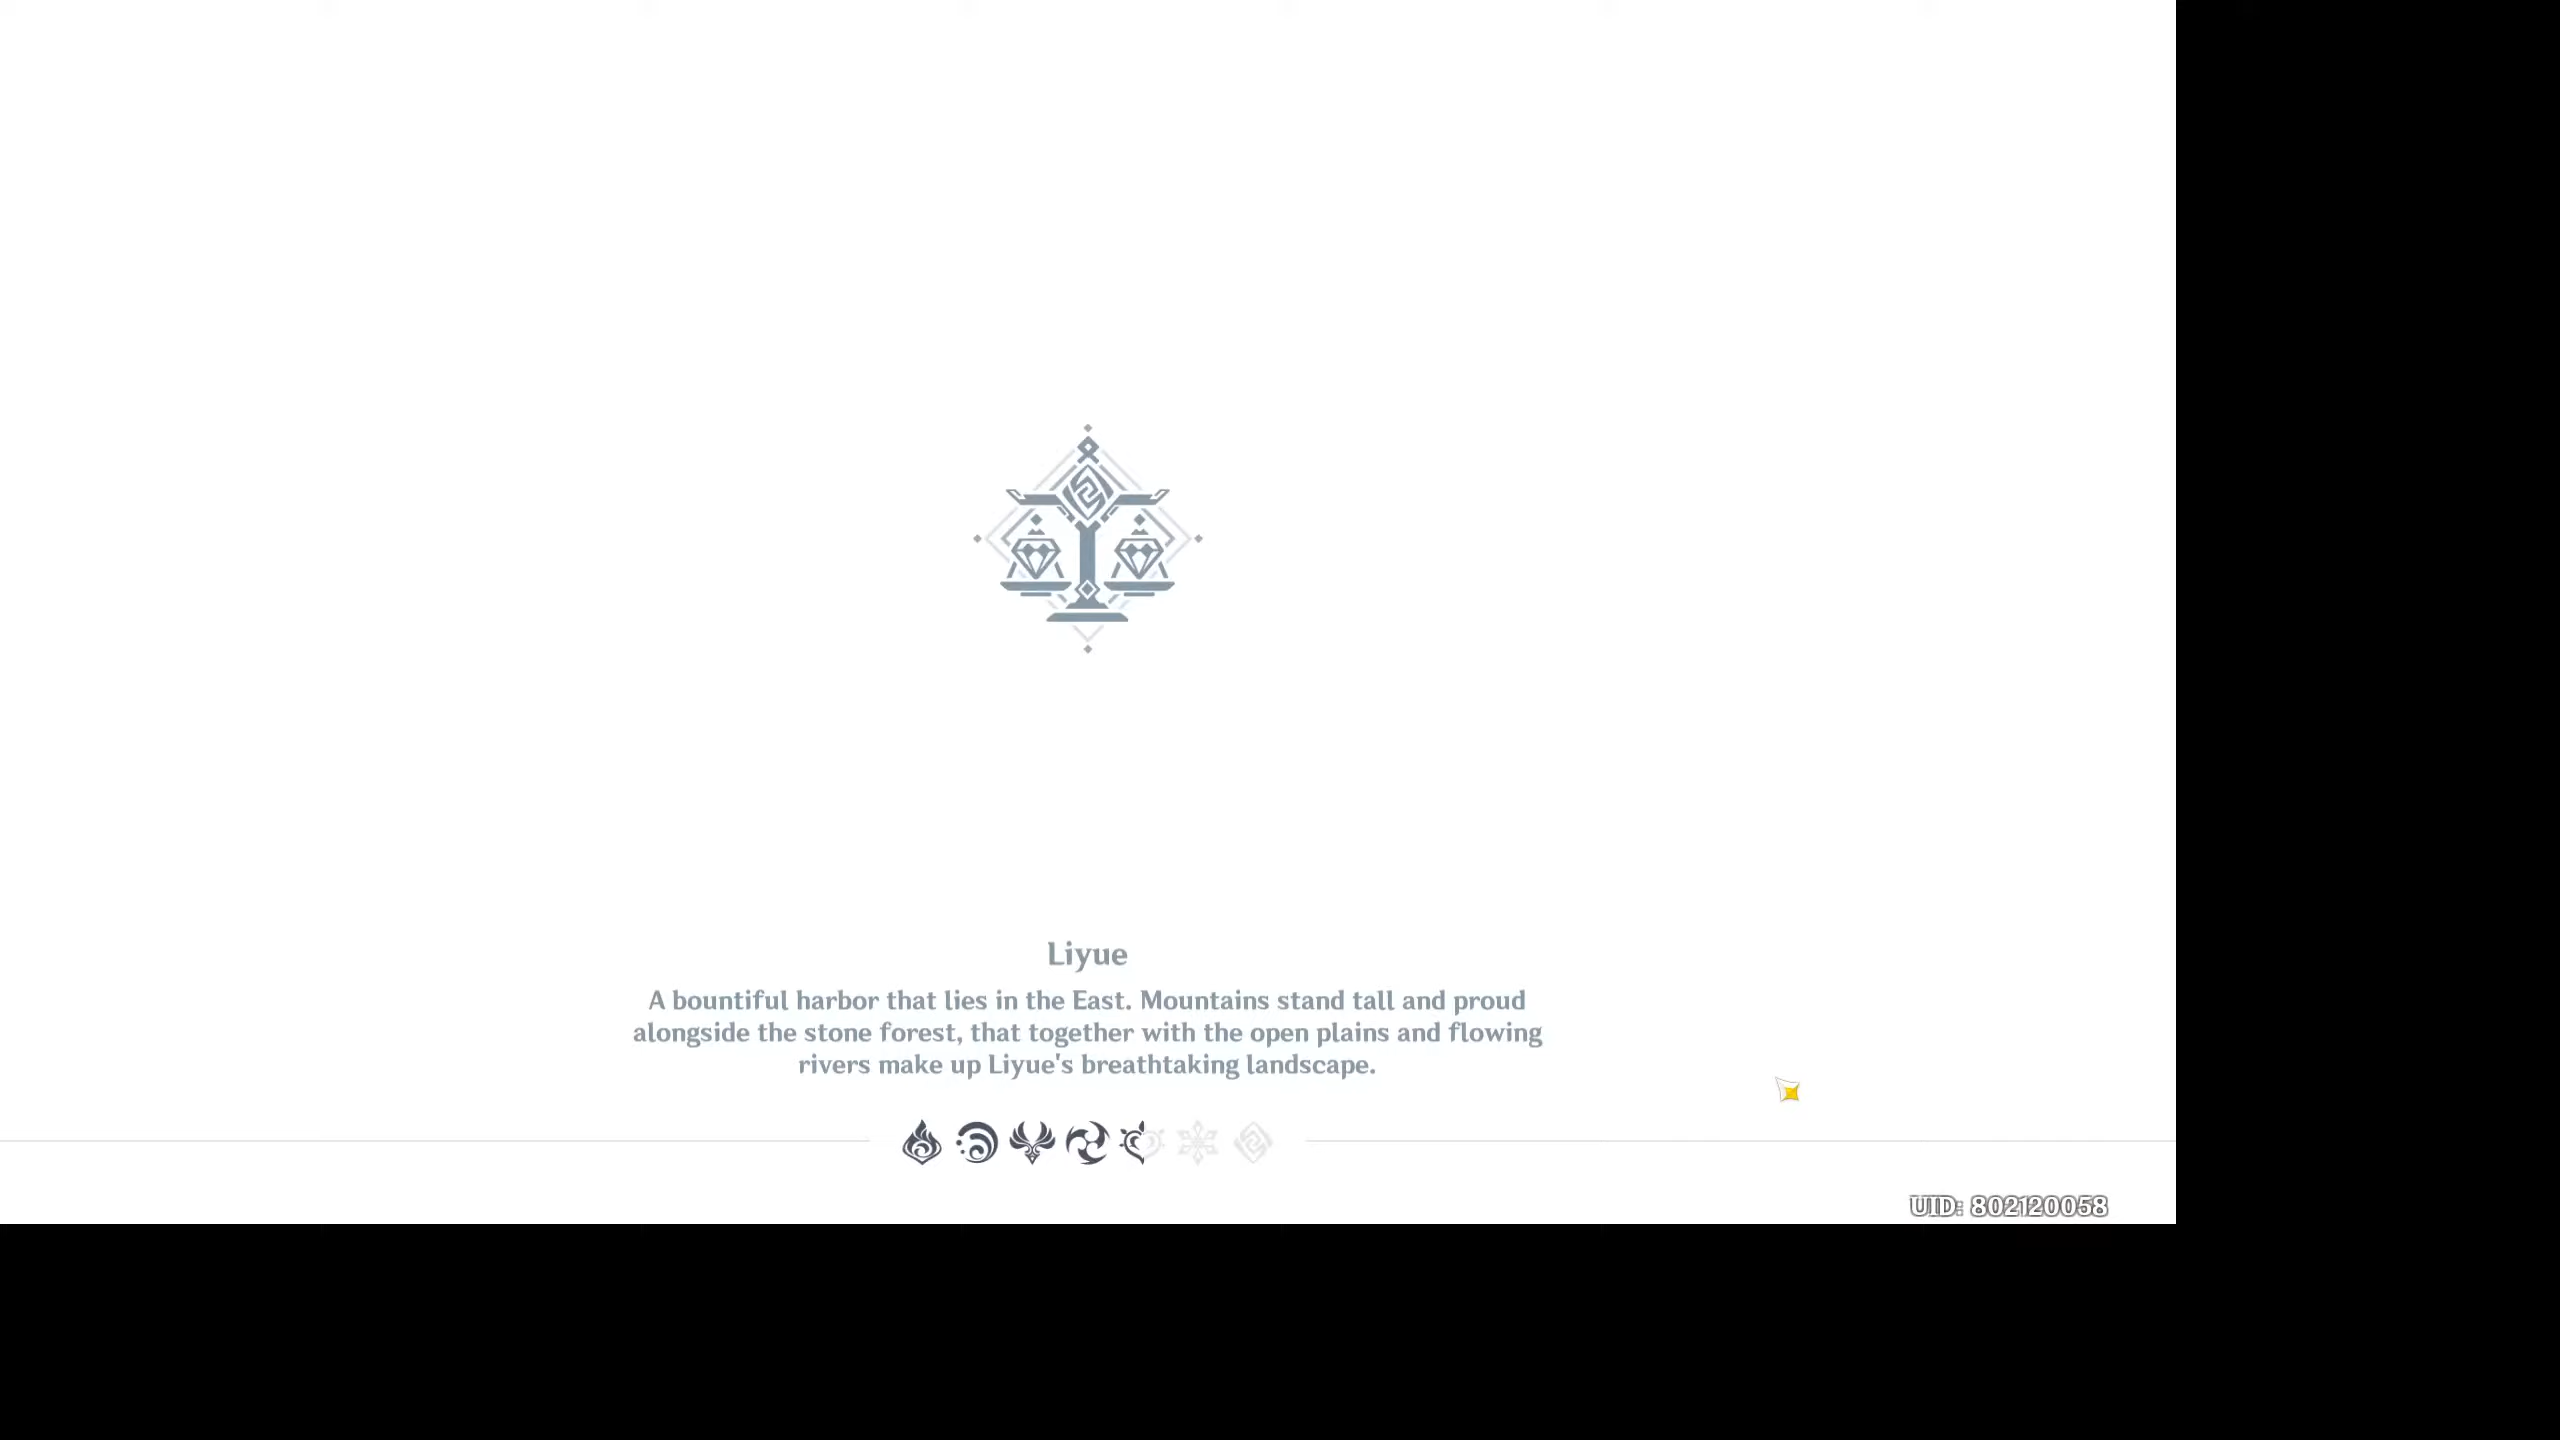 Liyue
A bountiful harbor that lies in the East. Mountains stand tall and proud
alongside the stone forest, that together with the open plains and flowing
rivers make up Liyue's breathtaking landscape.
UID: 802120058